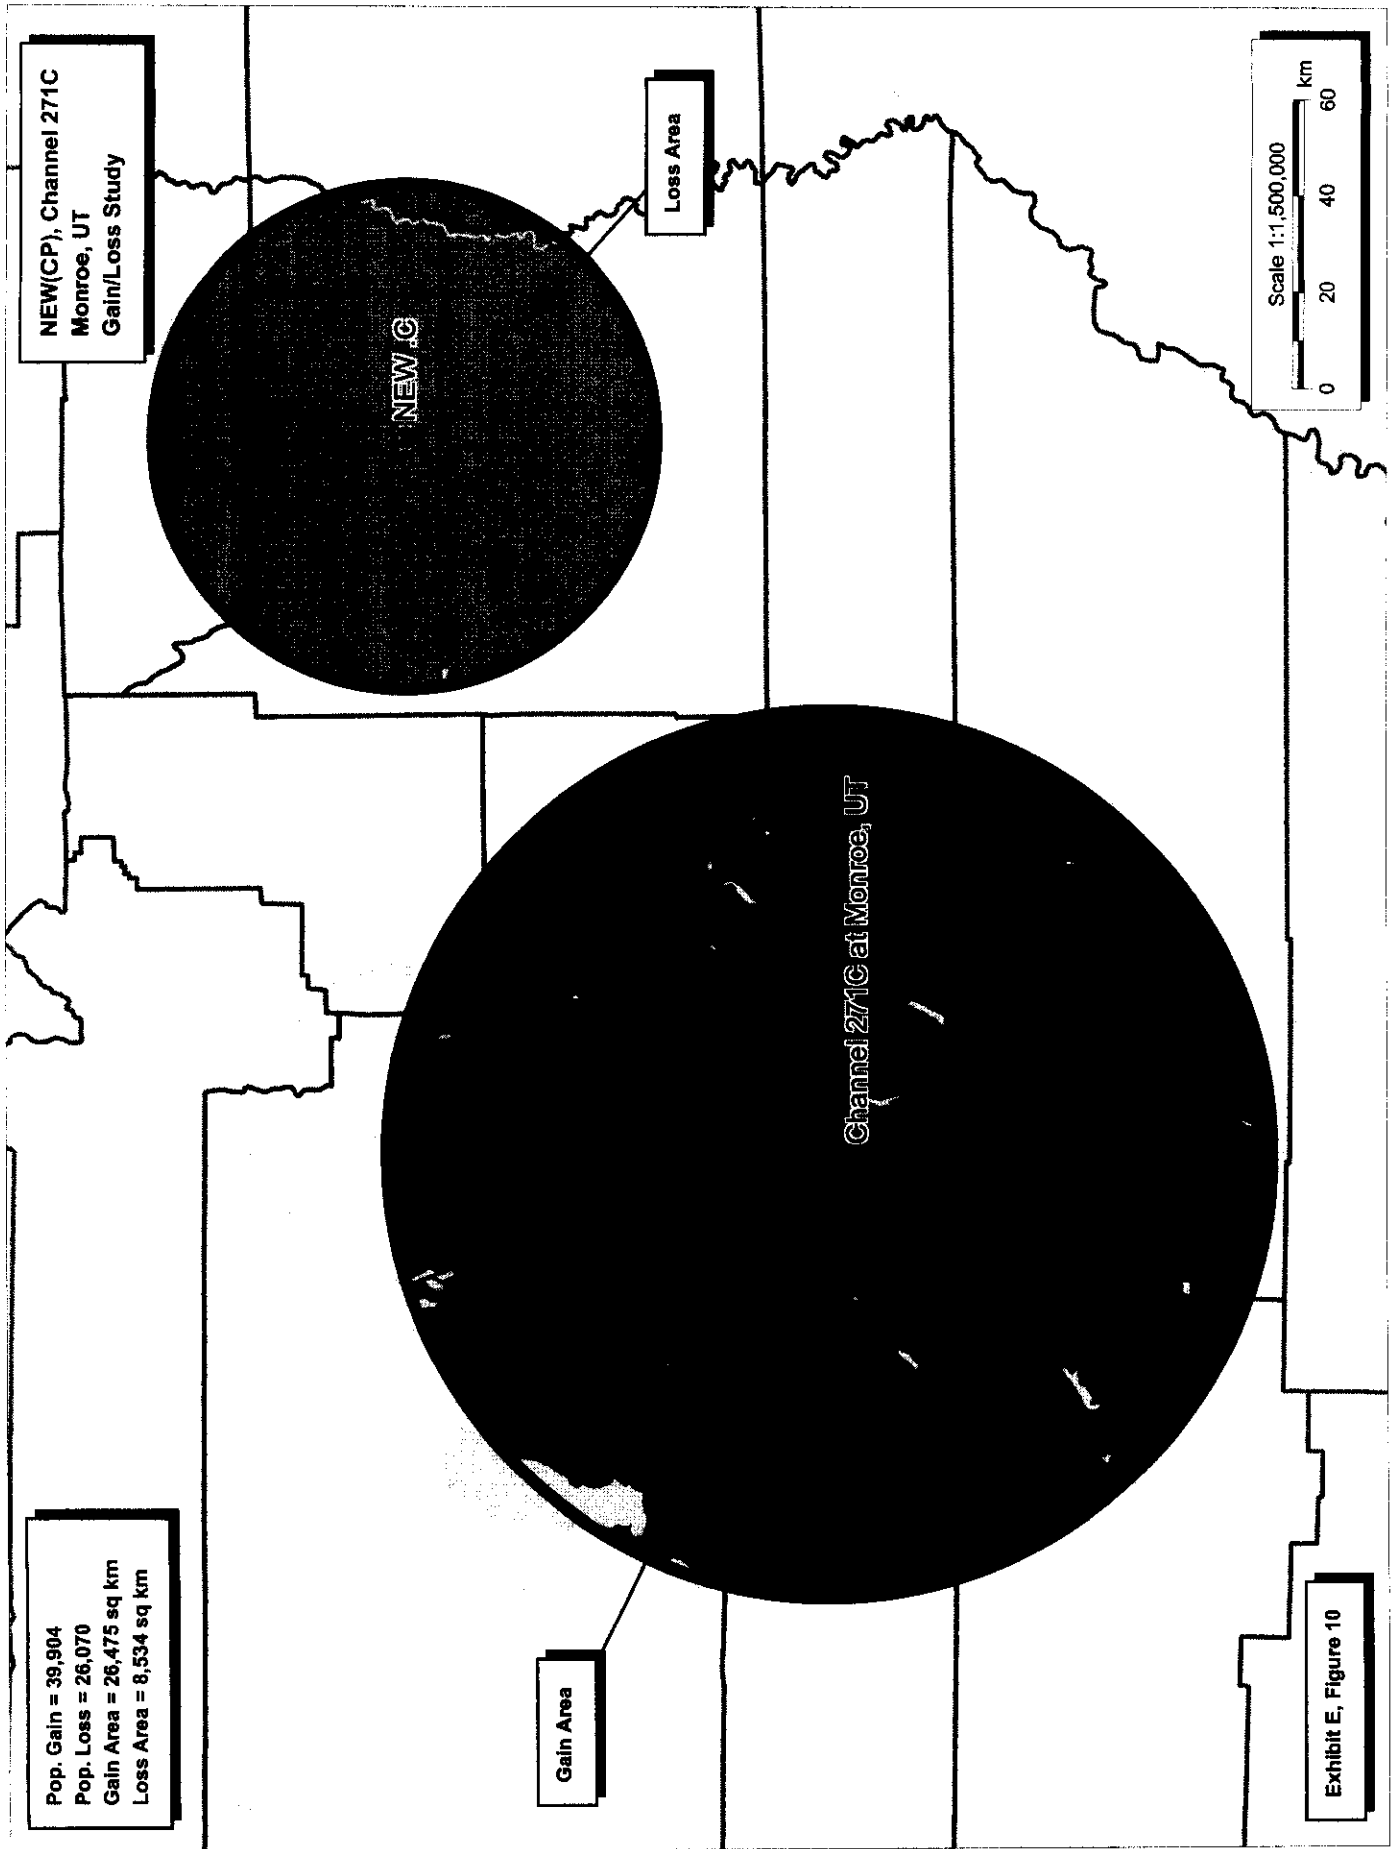 Pop. Gain = 39,904
Pop. Loss = 26,070
Gain Area = 26,475 sq km
Loss Area = 8,534 sq km
NEW(CP), Channel 271C
Monroe, UT
Gain/Loss Study
NEW .C
Loss Area
Gain Area
Channel 271C at Monroe, UT
Exhibit E, Figure 10
Scale 1:1,500,000
0 20 40 60 km